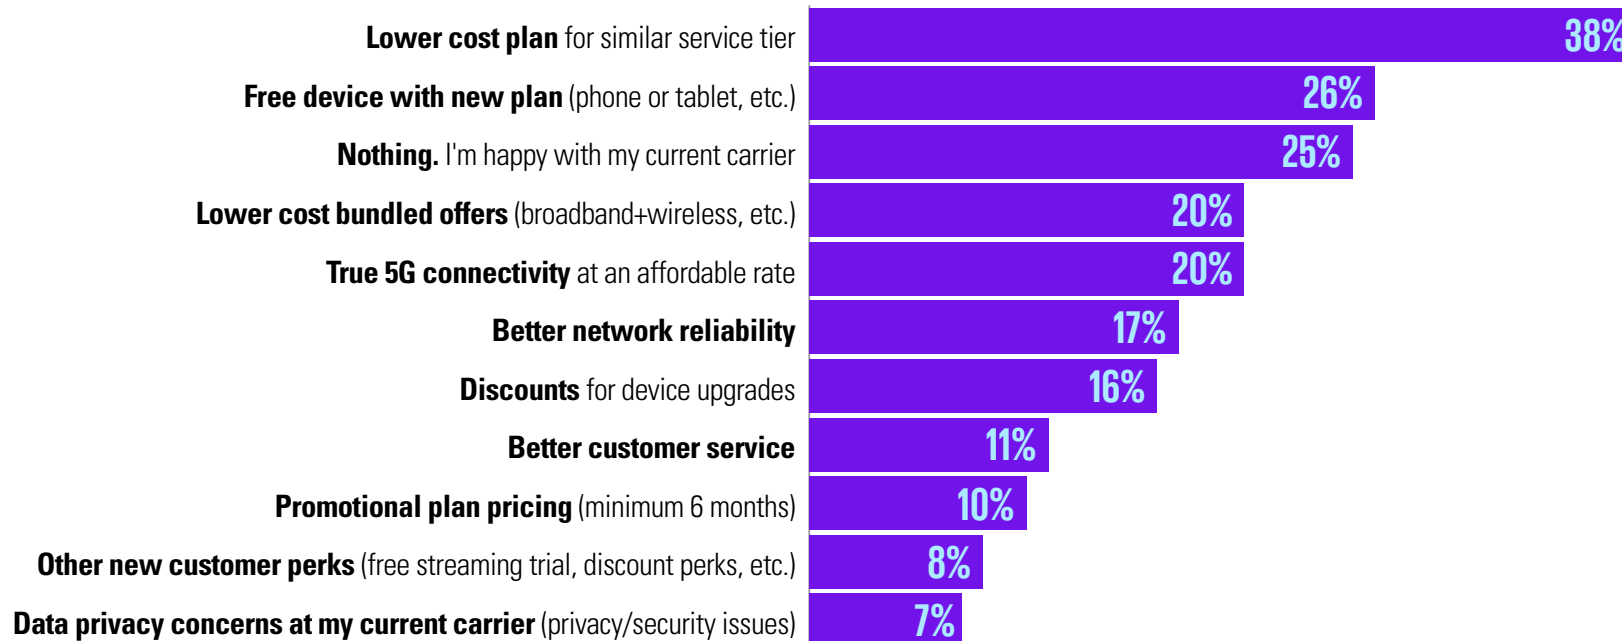 Lower cost plan for similar service tier 38%
Free device with new plan (phone or tablet, etc.) 26%
Nothing. I'm happy with my current carrier 25%
Lower cost bundled offers (broadband+wireless, etc.) 20%
True 5G connectivity at an affordable rate 20%
Better network reliability 17%
Discounts for device upgrades 16%
Better customer service 11%
Promotional plan pricing (minimum 6 months) 10%
Other new customer perks (free streaming trial, discount perks, etc.) 8%
Data privacy concerns at my current carrier (privacy/security issues) 7%